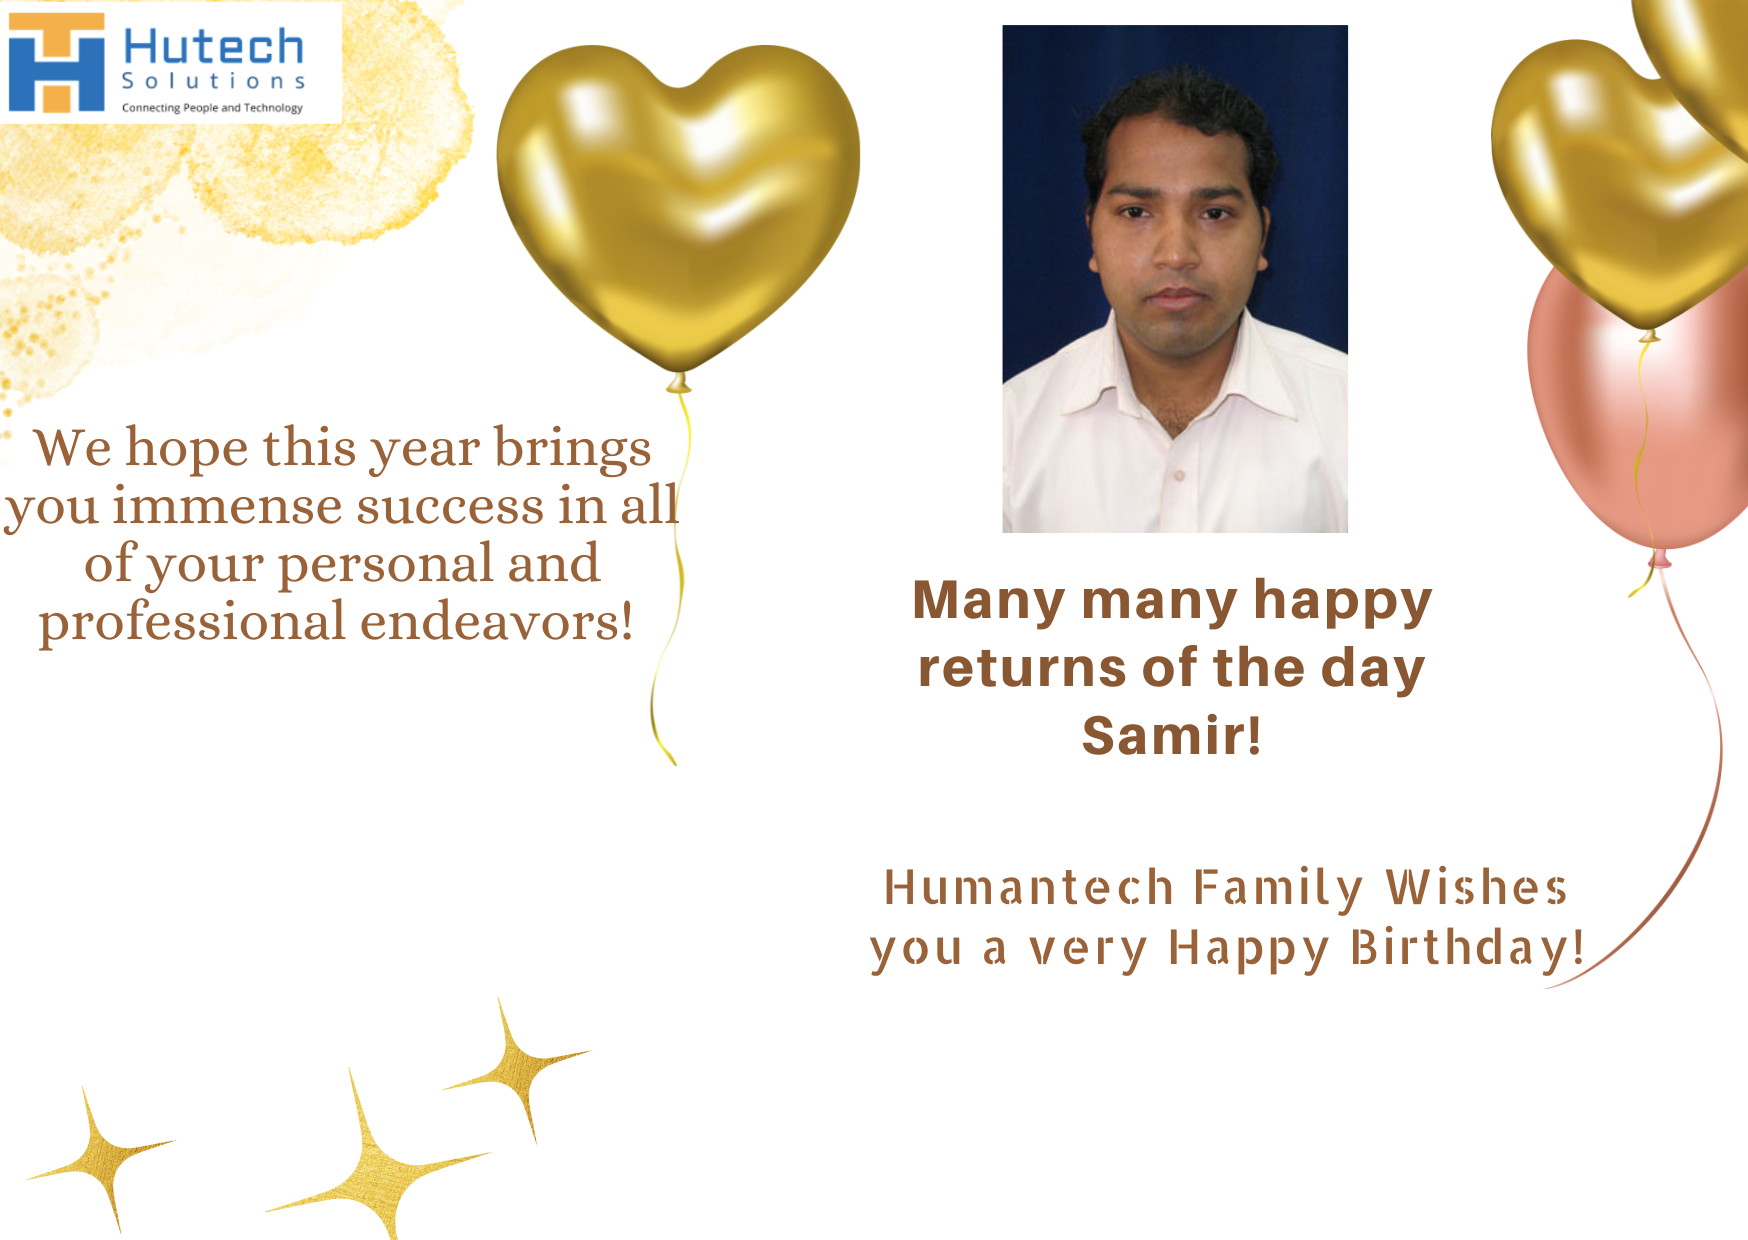 Hutech
Solutions
Connecting People and Technology
We hope this year brings
you immense success in all
of your personal and
professional endeavors!
Many many happy
returns of the day
Samir!
Humantech Family Wishes
you a very Happy Birthday!